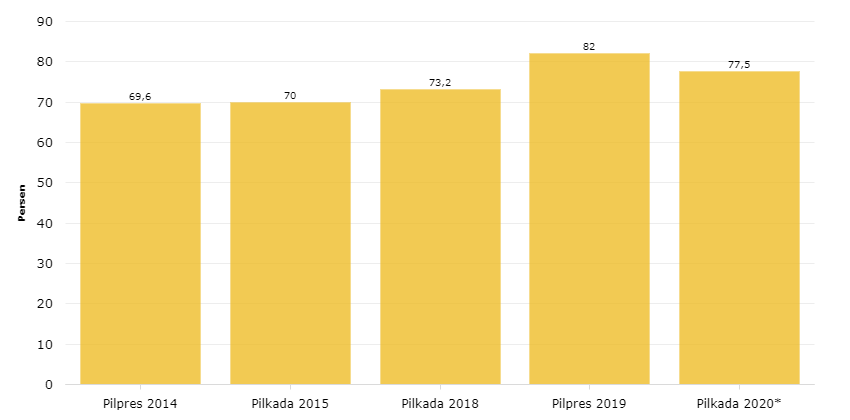 90
80
70
60
50
40
30
20
10
0
Persen
69,6
70
73,2
82
77,5
Pilpres 2014
Pilkada 2015
Pilkada 2018
Pilpres 2019
Pilkada 2020*